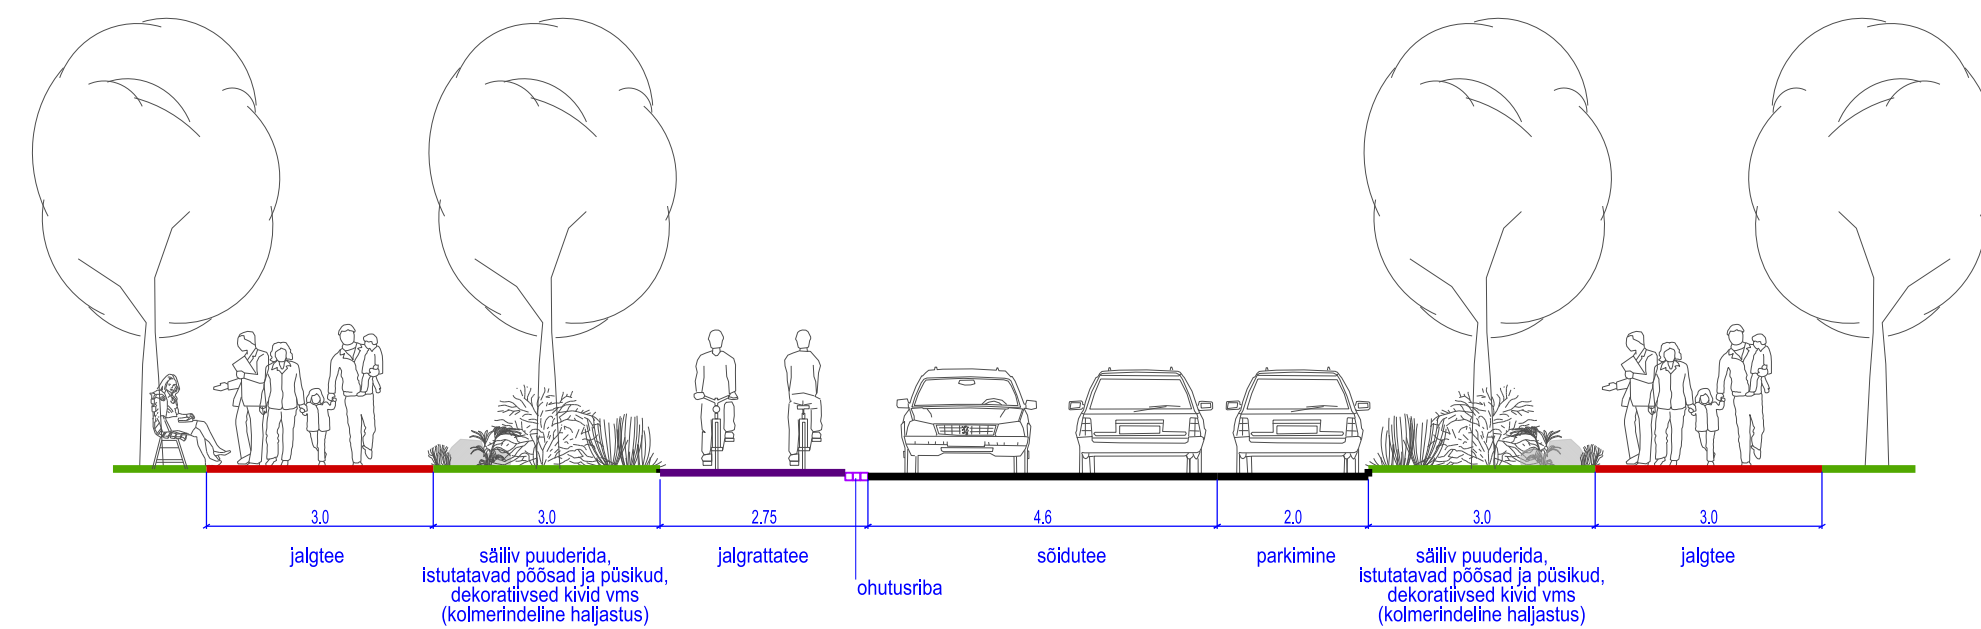 3.0
3.0
2.75
4.6
2.0
3.0
3.0
jalgtee
säiliv puuderida,
istutatavad põõsad ja püsikud,
dekoratiivsed kivid vms
(kolmerindeline haljastus)
jalgrattatee
ohutusriba
sõidutee
parkimine
säiliv puuderida,
istutatavad põõsad ja püsikud,
dekoratiivsed kivid vms
(kolmerindeline haljastus)
jalgtee